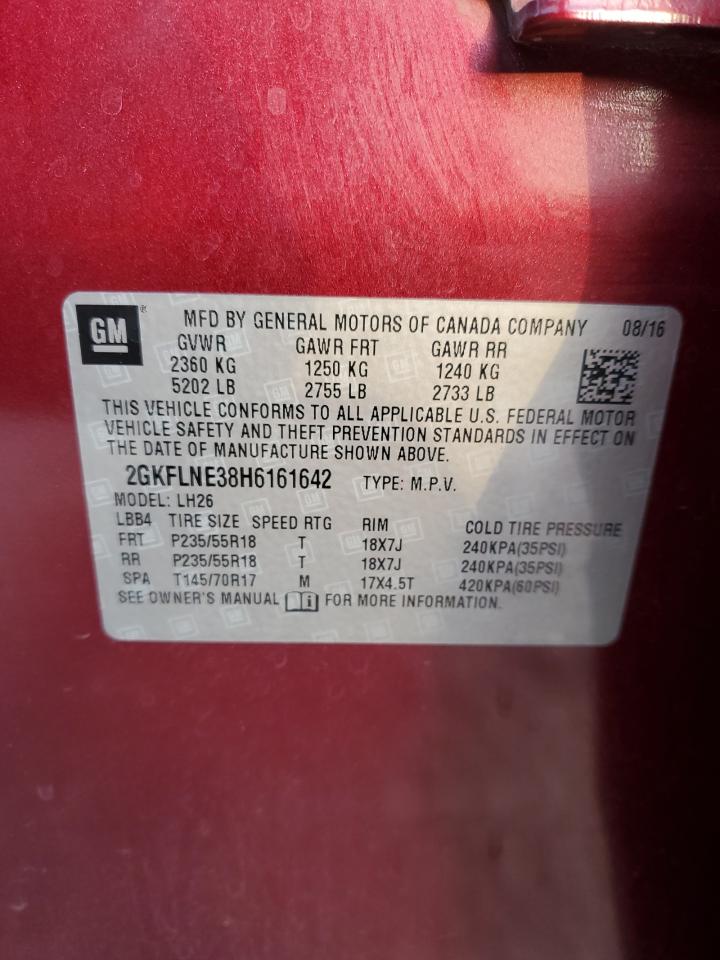 GM ® MFD BY GENERAL MOTORS OF CANADA COMPANY 08/16
GVWR GAWR FRT GAWR RR
2360 KG 1250 KG 1240 KG
5202 LB 2755 LB 2733 LB
THIS VEHICLE CONFORMS TO ALL APPLICABLE U.S. FEDERAL MOTOR
VEHICLE SAFETY AND THEFT PREVENTION STANDARDS IN EFFECT ON
THE DATE OF MANUFACTURE SHOWN ABOVE.
2GKFLNE38H6161642 TYPE: M.P.V.
MODEL: LH26
LBB4 TIRE SIZE SPEED RTG RIM COLD TIRE PRESSURE
FRT P235/55R18 T 18X7J 240KPA(35PSI)
RR P235/55R18 T 18X7J 240KPA(35PSI)
SPA T145/70R17 M 17X4.5T 420KPA(60PSI)
SEE OWNER'S MANUAL i FOR MORE INFORMATION.